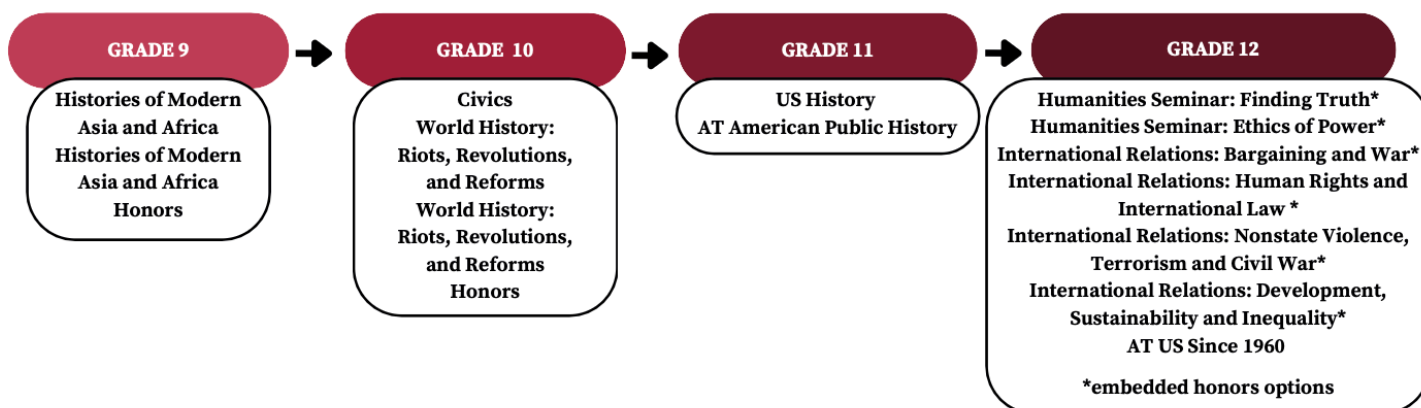 GRADE 9
Histories of Modern
Asia and Africa
Histories of Modern
Asia and Africa
Honors
GRADE 10
Civics
World History:
Riots, Revolutions,
and Reforms
World History:
Riots, Revolutions,
and Reforms
Honors
GRADE 11
US History
AT American Public History
GRADE 12
Humanities Seminar: Finding Truth*
Humanities Seminar: Ethics of Power*
International Relations: Bargaining and War*
International Relations: Human Rights and
International Law *
International Relations: Nonstate Violence,
Terrorism and Civil War*
International Relations: Development,
Sustainability and Inequality*
AT US Since 1960
*embedded honors options